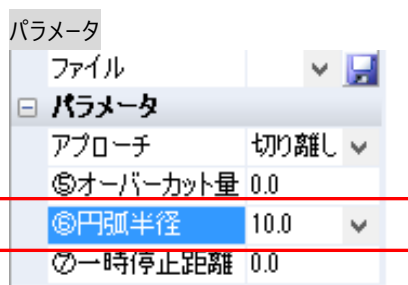 パラメータ
ファイル
パラメータ
アプローチ 切り離し
⑤オーバーカット量 0.0
⑥円弧半径 10.0
⑦一時停止距離 0.0